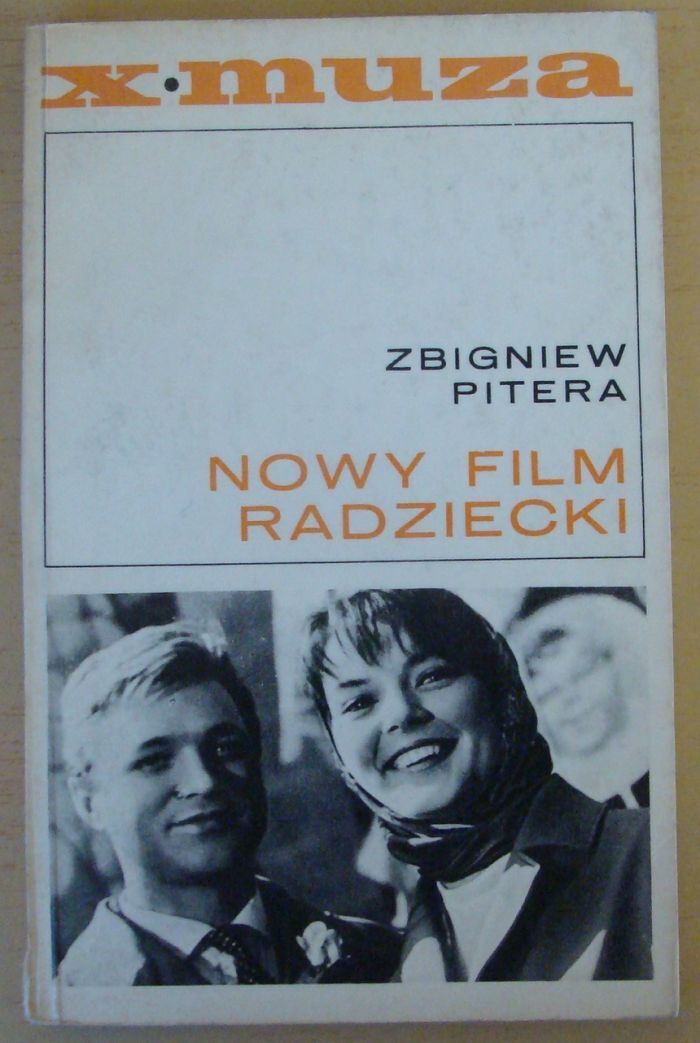 x·muza
ZBIGNIEW
PITERA
NOWY FILM
RADZIECKI